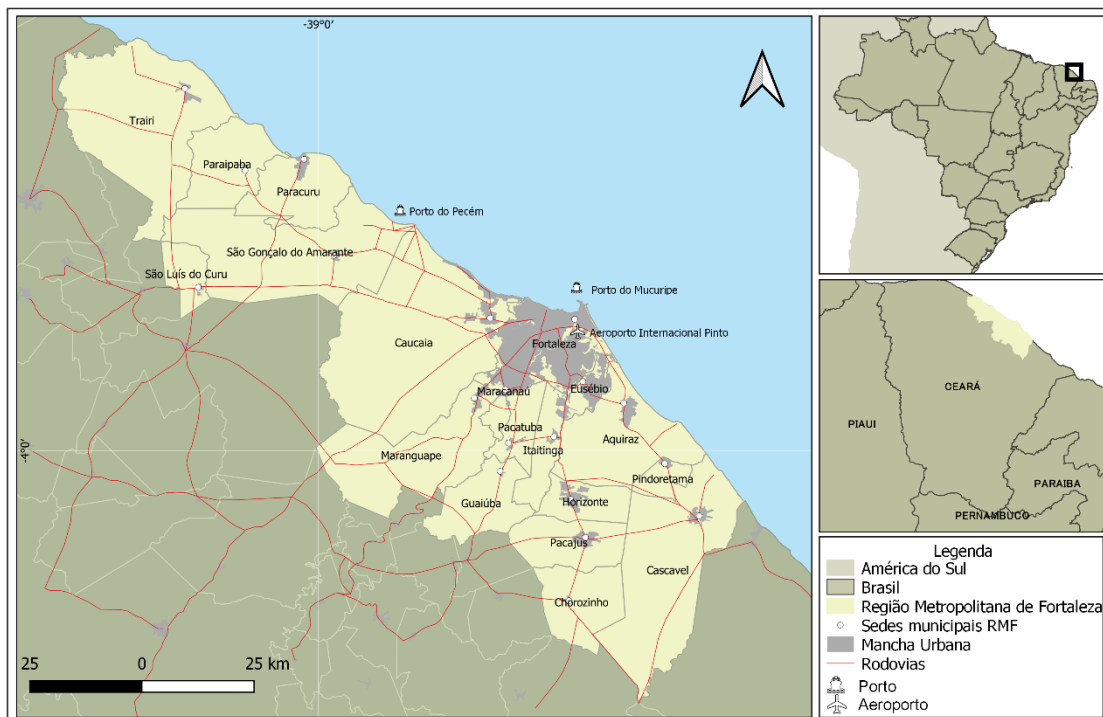 -39°0'
Trairi
Paraipaba
Paracuru
Porto do Pecém
São Gonçalo do Amarante
São Luís do Curu
Porto do Mucuripe
Aeroporto Internacional Pinto
Caucaia
Fortaleza
Maracanaú
Eusébio
Pacatuba
Aquiraz
-4°0'
Maranguape
Itaitinga
Pindoretama
Guaiúba
Horizonte
Pacajus
Cascavel
Chorozinho
25 0 25 km
CEARÁ
PIAUI
PARAIBA
PERNAMBUCO
Legenda
América do Sul
Brasil
Região Metropolitana de Fortaleza
Sedes municipais RMF
Mancha Urbana
Rodovias
Porto
Aeroporto